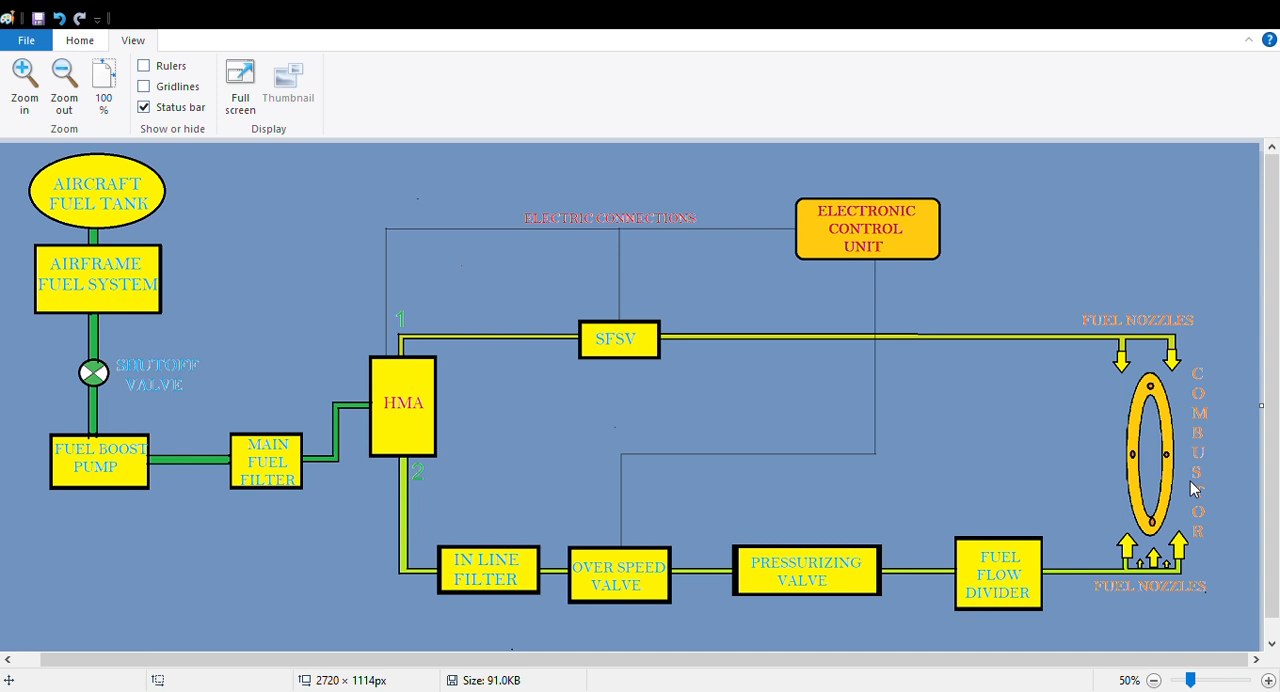 File
Home
View
Zoom in
Zoom out
100 %
Rulers
Gridlines
Status bar
Full screen
Thumbnail
Zoom
Show or hide
Display
AIRCRAFT
FUEL TANK
AIRFRAME
FUEL SYSTEM
SHUTOFF
VALVE
FUEL BOOST
PUMP
MAIN
FUEL
FILTER
HMA
1
2
ELECTRIC CONNECTIONS
ELECTRONIC
CONTROL
UNIT
SFSV
FUEL NOZZLES
COMBUSTOR
IN LINE
FILTER
OVER SPEED
VALVE
PRESSURIZING
VALVE
FUEL
FLOW
DIVIDER
FUEL NOZZLES
2720 × 1114px
Size: 91.0KB
50%